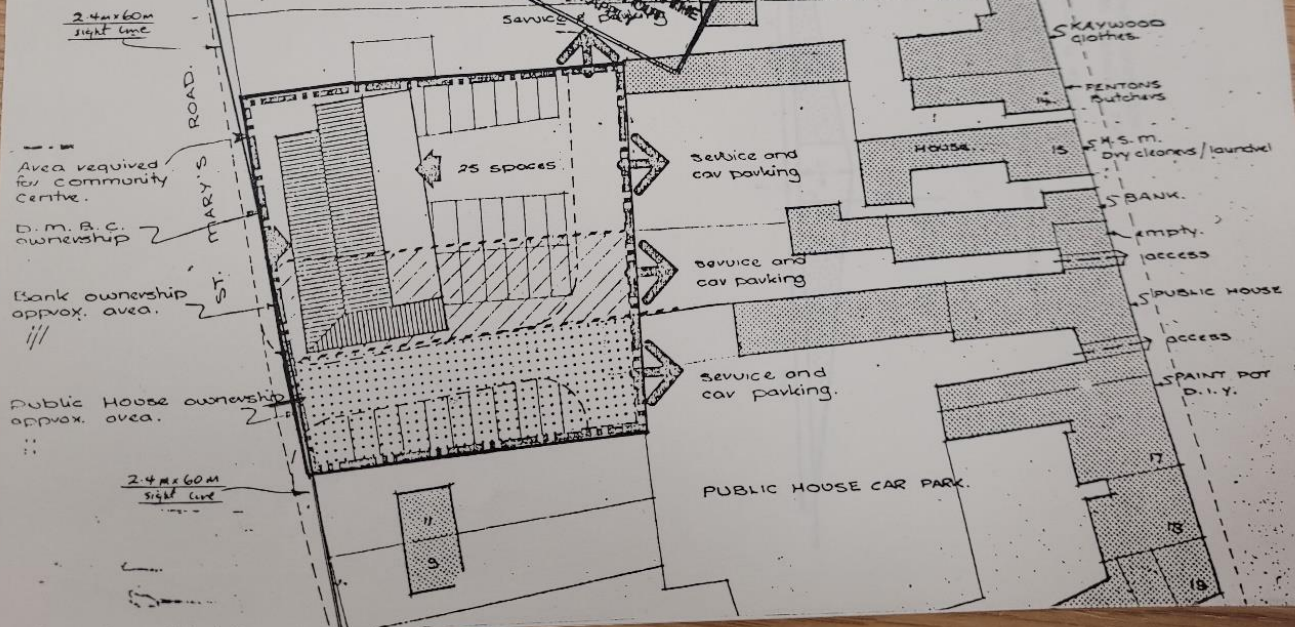 2.4m x 60m
sight line
service &
parking
ROAD.
MARY'S
ST.
Area required
for community
centre.
D.M.B.C.
ownership
Bank ownership
approx. area.
///
Public House ownership
approx. area.
::
2.4m x 60m
sight line
25 spaces
service and
car parking
service and
car parking
service and
car parking.
PUBLIC HOUSE CAR PARK.
11
9
HOUSE..
KAYWOOD
clothes.
FENTONS
Butchers
14
15
M.S.M.
Dry cleaners/laundret
BANK.
empty.
access
PUBLIC HOUSE
access
PAINT POT
D.I.Y.
17
18